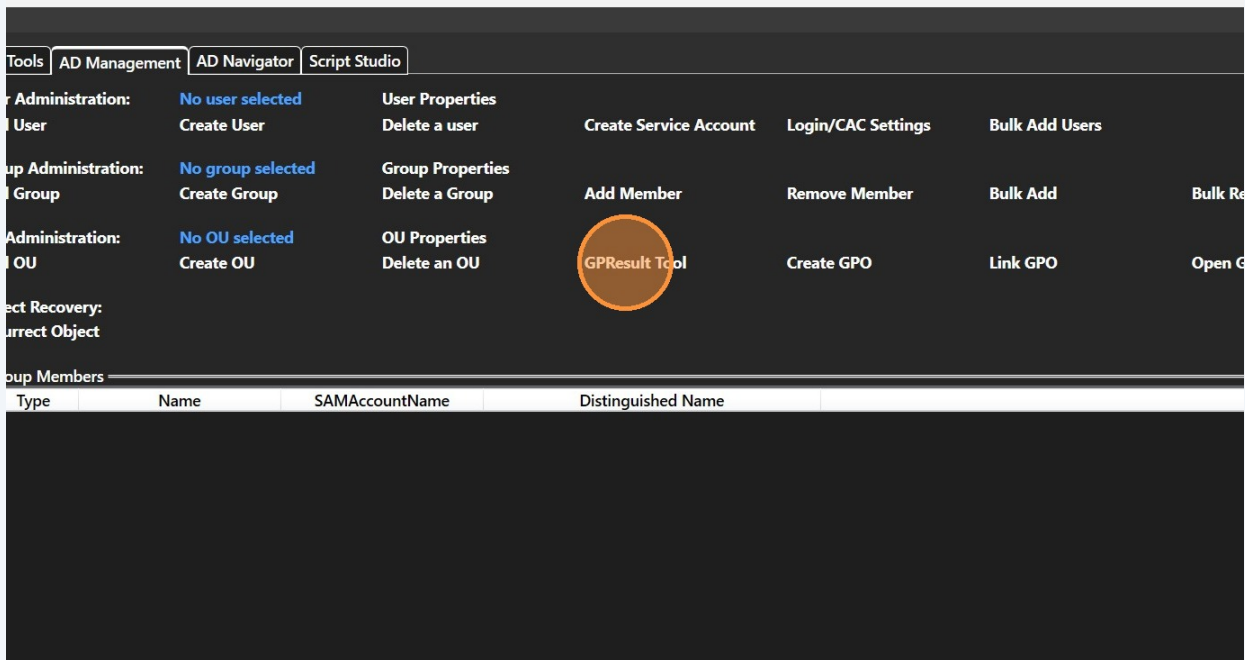 Tools AD Management AD Navigator Script Studio
r Administration: No user selected User Properties
User Create User Delete a user Create Service Account Login/CAC Settings Bulk Add Users
up Administration: No group selected Group Properties
Group Create Group Delete a Group Add Member Remove Member Bulk Add Bulk Re
Administration: No OU selected OU Properties
OU Create OU Delete an OU GPResult Tool Create GPO Link GPO Open G
ect Recovery:
urrect Object
oup Members
Type Name SAMAccountName Distinguished Name